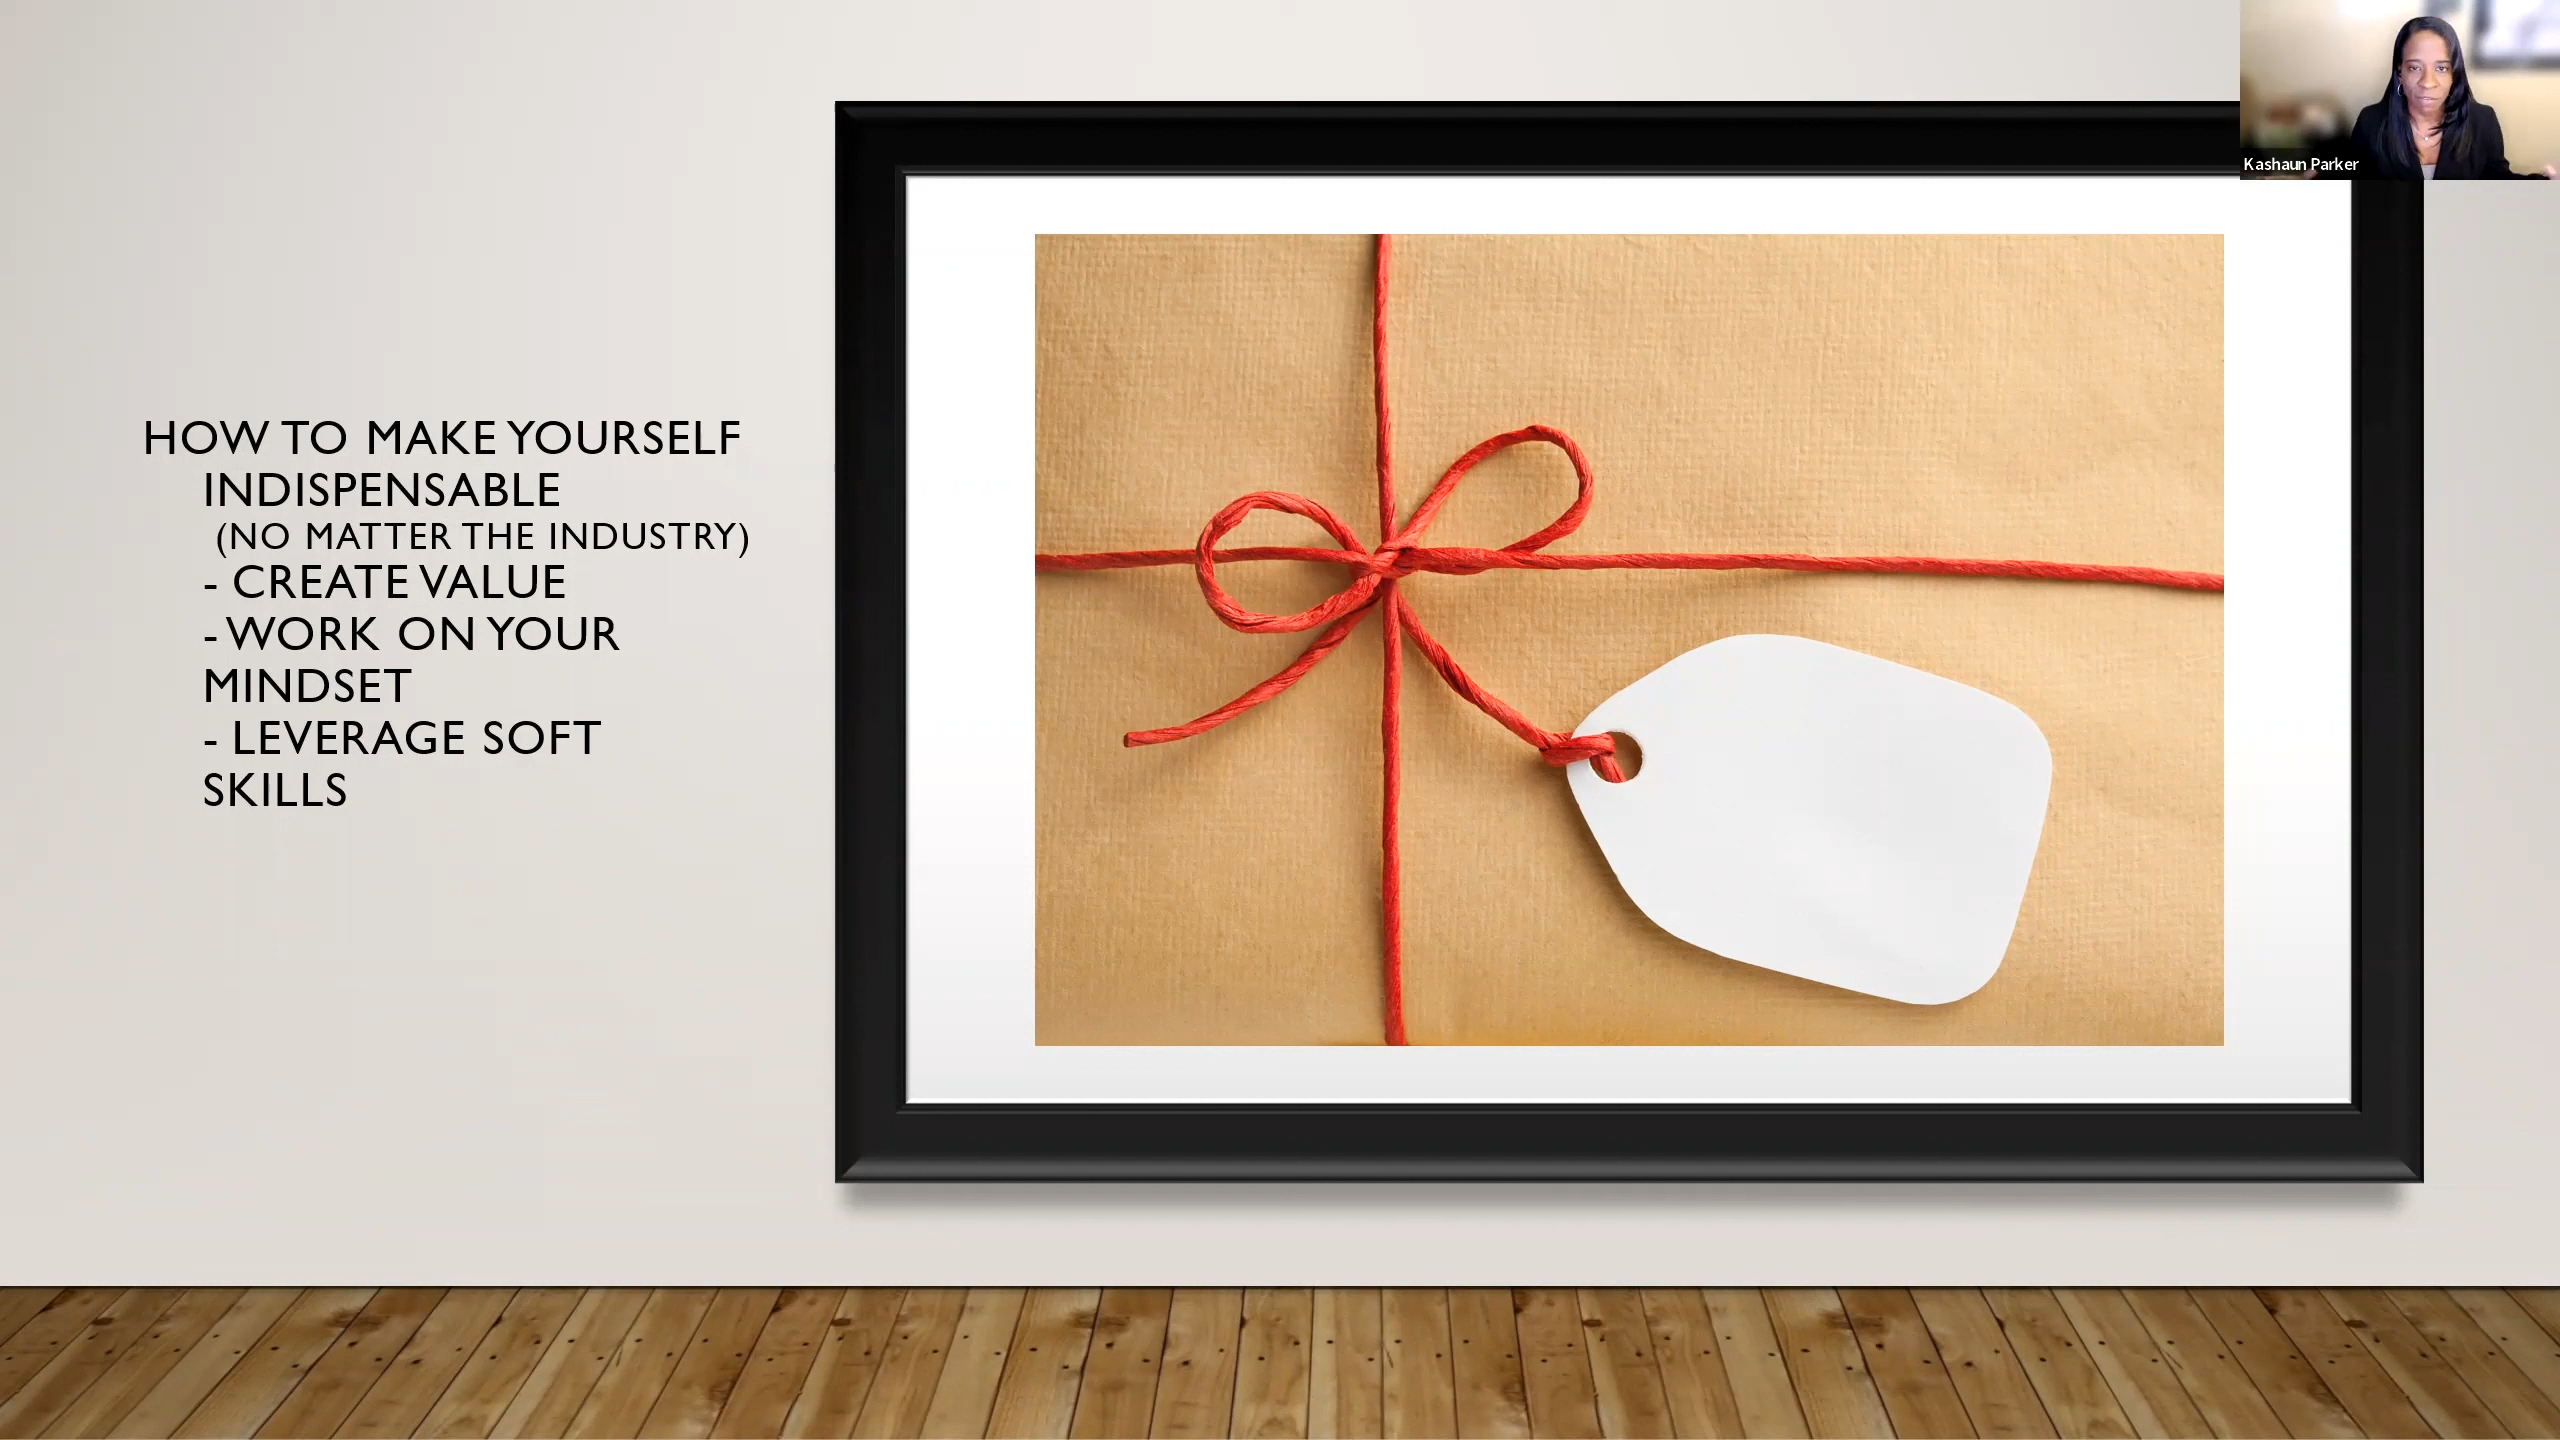 HOW TO MAKE YOURSELF
INDISPENSABLE
(NO MATTER THE INDUSTRY)
- CREATE VALUE
- WORK ON YOUR
MINDSET
- LEVERAGE SOFT
SKILLS
Kashaun Parker